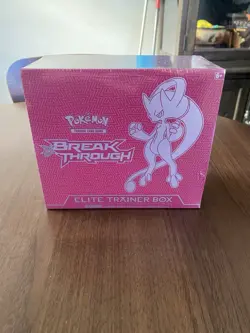 6+
POKÉMON
TRADING CARD GAME
BREAK
THROUGH
ELITE TRAINER BOX